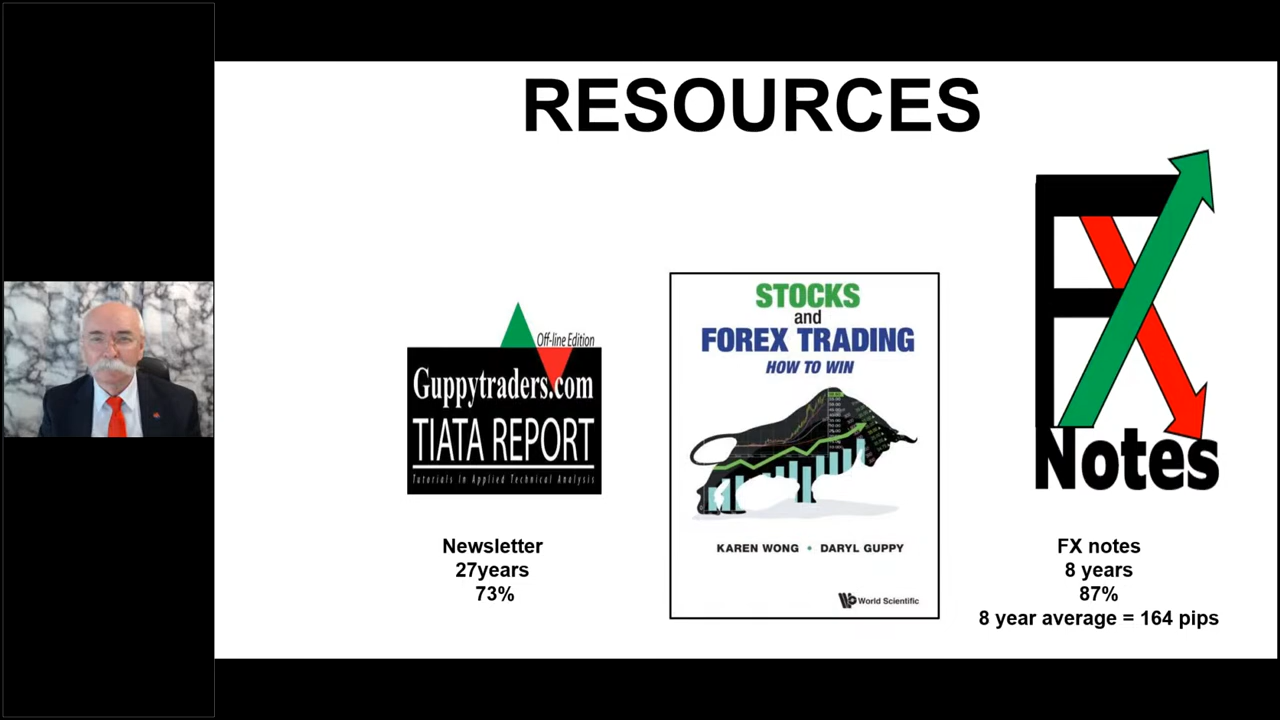 RESOURCES
Off-line Edition
Guppytraders.com
TIATA REPORT
Tutorials In Applied Technical Analysis
Newsletter
27years
73%
STOCKS
and
FOREX TRADING
HOW TO WIN
KAREN WONG • DARYL GUPPY
World Scientific
FX
Notes
FX notes
8 years
87%
8 year average = 164 pips